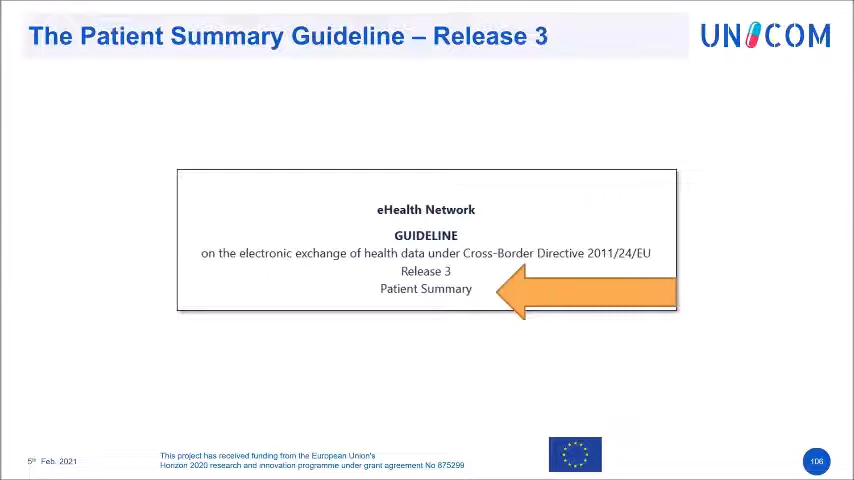 The Patient Summary Guideline – Release 3
UNICOM
eHealth Network
GUIDELINE
on the electronic exchange of health data under Cross-Border Directive 2011/24/EU
Release 3
Patient Summary
5th Feb. 2021
This project has received funding from the European Union's
Horizon 2020 research and innovation programme under grant agreement No 875299
106